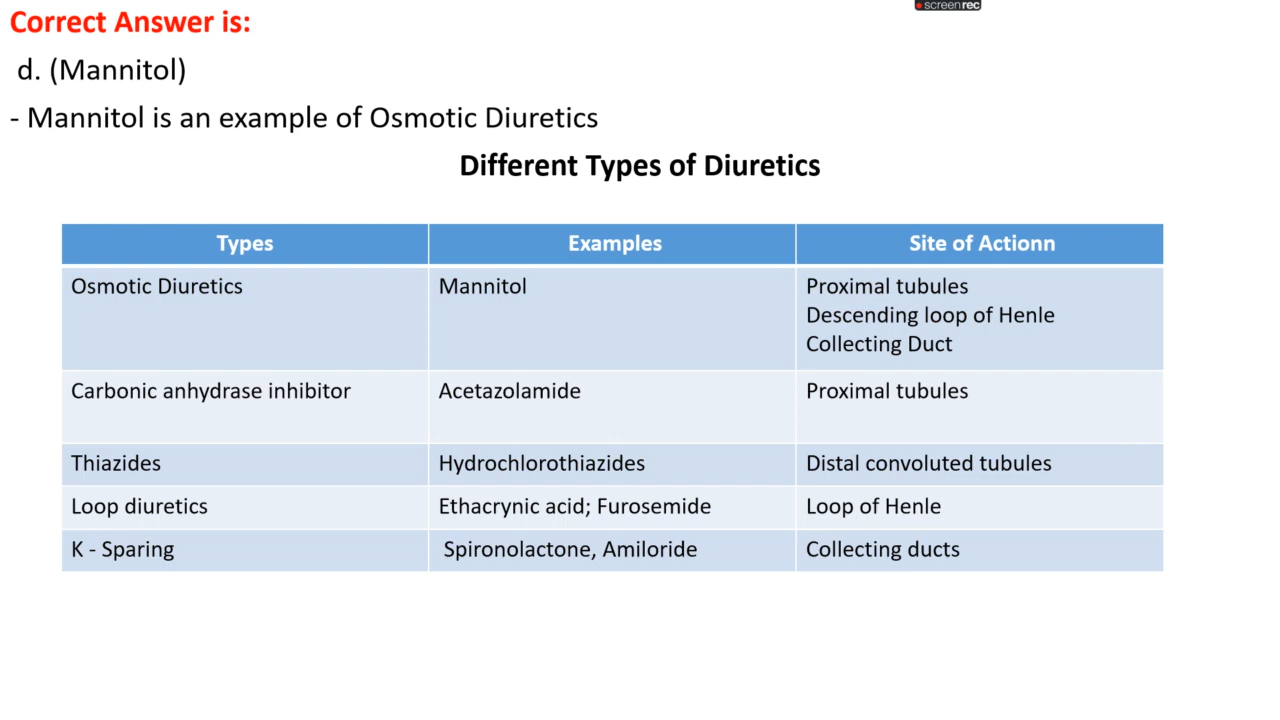 screenrec
Correct Answer is:
d. (Mannitol)
- Mannitol is an example of Osmotic Diuretics
Different Types of Diuretics
Types Examples Site of Actionn
Osmotic Diuretics Mannitol Proximal tubules
Descending loop of Henle
Collecting Duct
Carbonic anhydrase inhibitor Acetazolamide Proximal tubules
Thiazides Hydrochlorothiazides Distal convoluted tubules
Loop diuretics Ethacrynic acid; Furosemide Loop of Henle
K - Sparing Spironolactone, Amiloride Collecting ducts